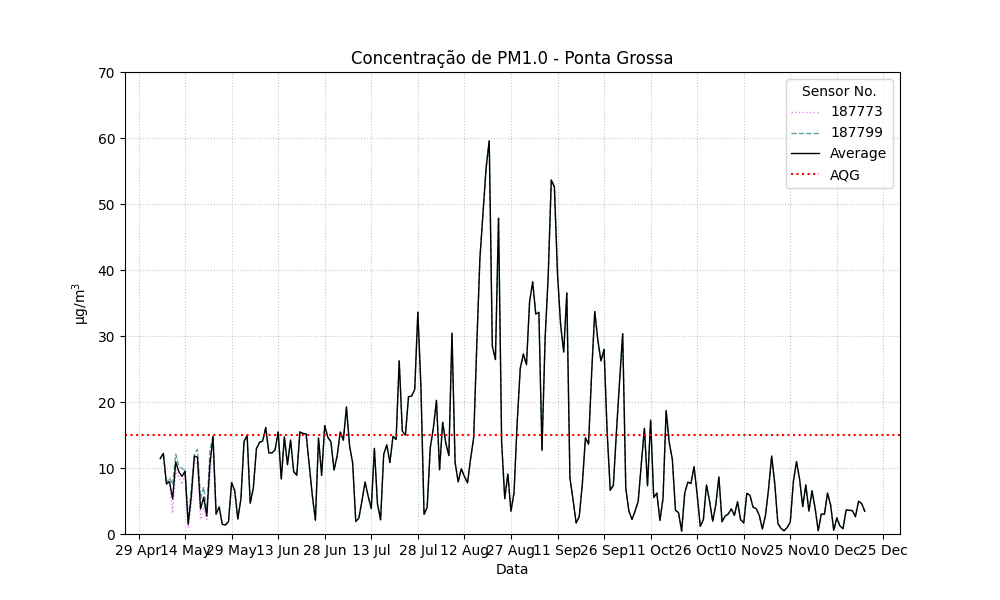 Concentração de PM1.0 - Ponta Grossa
70
60
50
40
30
20
10
0
µg/m³
Sensor No.
187773
187799
Average
AQG
29 Apr 14 May 29 May 13 Jun 28 Jun 13 Jul 28 Jul 12 Aug 27 Aug 11 Sep 26 Sep 11 Oct 26 Oct 10 Nov 25 Nov 10 Dec 25 Dec
Data